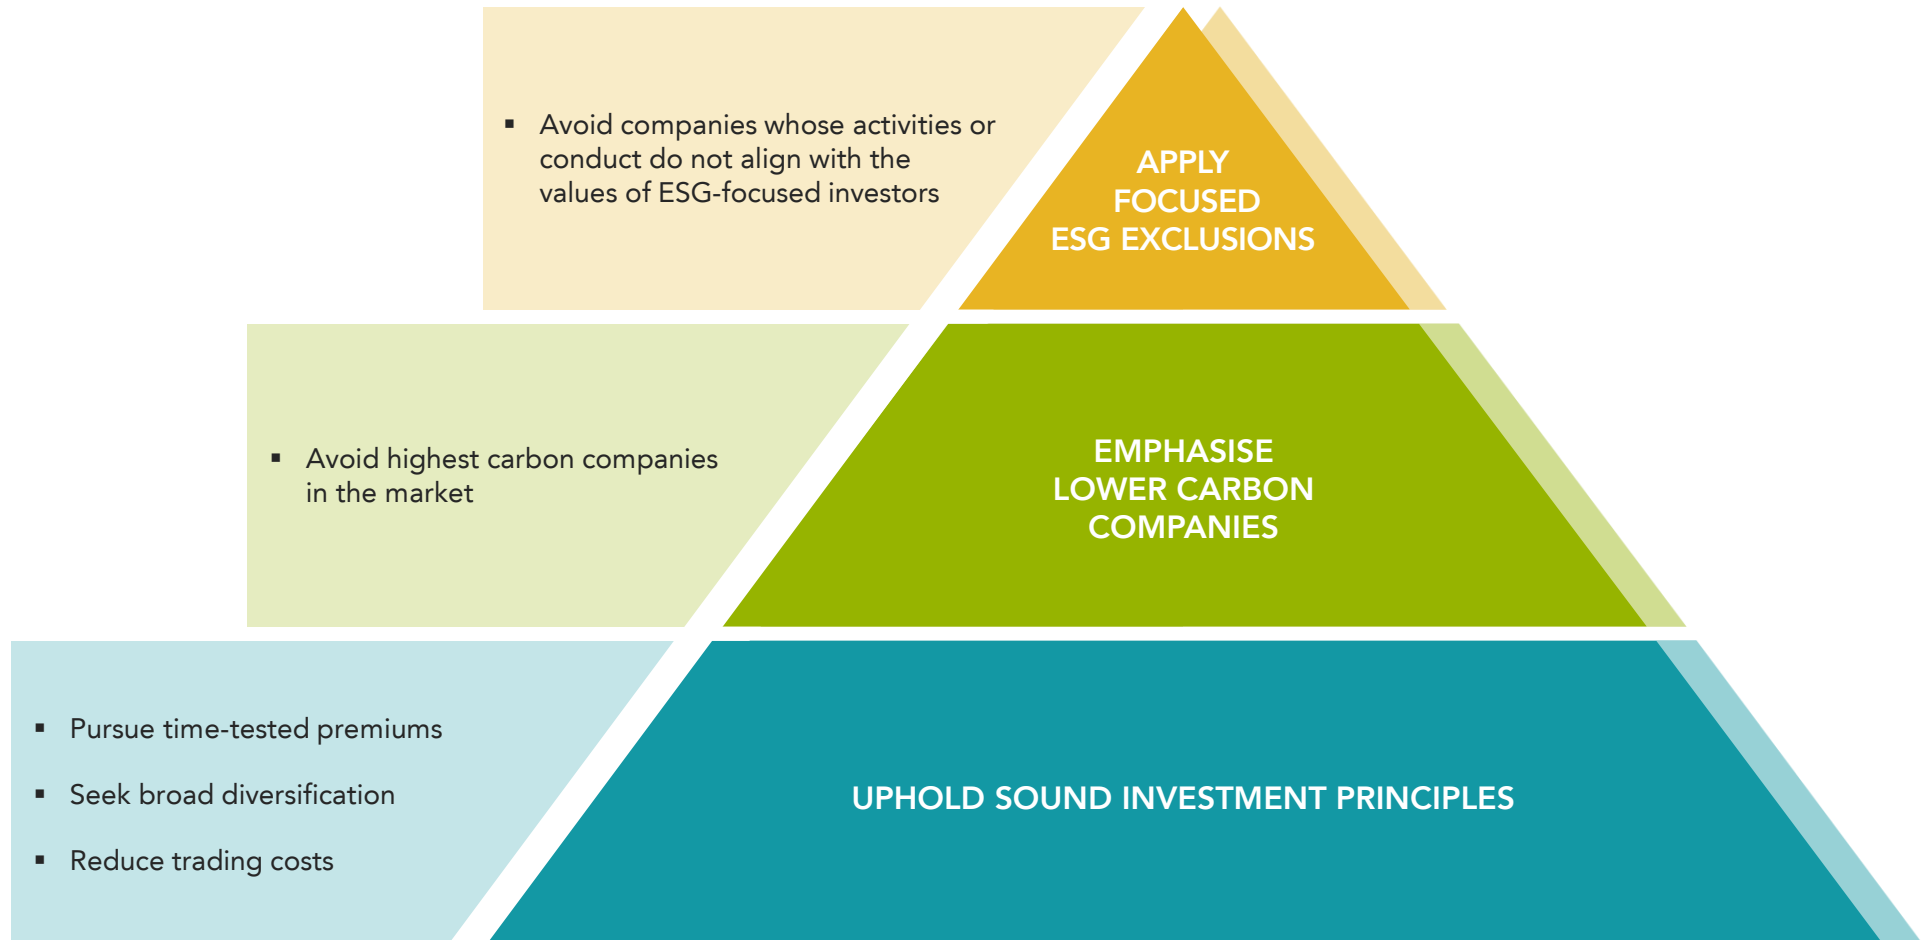 ▪ Avoid companies whose activities or
conduct do not align with the
values of ESG-focused investors
APPLY
FOCUSED
ESG EXCLUSIONS
▪ Avoid highest carbon companies
in the market
EMPHASISE
LOWER CARBON
COMPANIES
▪ Pursue time-tested premiums
▪ Seek broad diversification
▪ Reduce trading costs
UPHOLD SOUND INVESTMENT PRINCIPLES